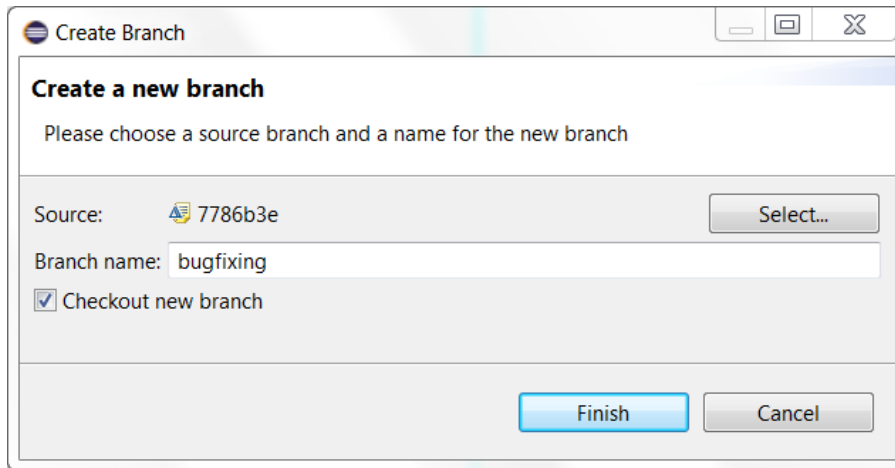 Create Branch
Create a new branch
Please choose a source branch and a name for the new branch
Source: 7786b3e Select...
Branch name: bugfixing
Checkout new branch
Finish Cancel